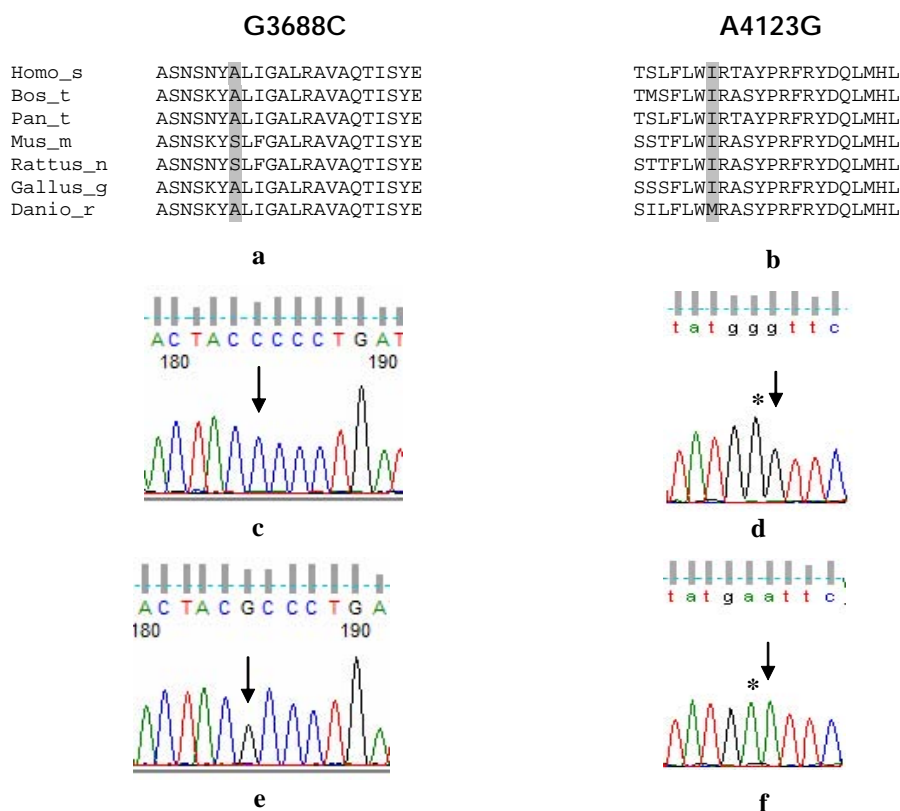 G3688C
A4123G
Homo_s ASNSNYALIGALRAVAQTISYE TSLFLWIRTAYPRFRYDQLMHL
Bos_t ASNSKYALIGALRAVAQTISYE TMSFLWIRASYPRFRYDQLMHL
Pan_t ASNSNYALIGALRAVAQTISYE TSLFLWIRTAYPRFRYDQLMHL
Mus_m ASNSKYSLFGALRAVAQTISYE SSTFLWIRASYPRFRYDQLMHL
Rattus_n ASNSNYSLFGALRAVAQTISYE STTFLWIRASYPRFRYDQLMHL
Gallus_g ASNSKYALIGALRAVAQTISYE SSSFLWIRASYPRFRYDQLMHL
Danio_r ASNSKYALIGALRAVAQTISYE SILFLWMRASYPRFRYDQLMHL
a
b
ACTACCCCCTGAT
180 190
tatgggttc
*
c
d
ACTACGCCCTGA
180 190
tatgaattc
*
e
f